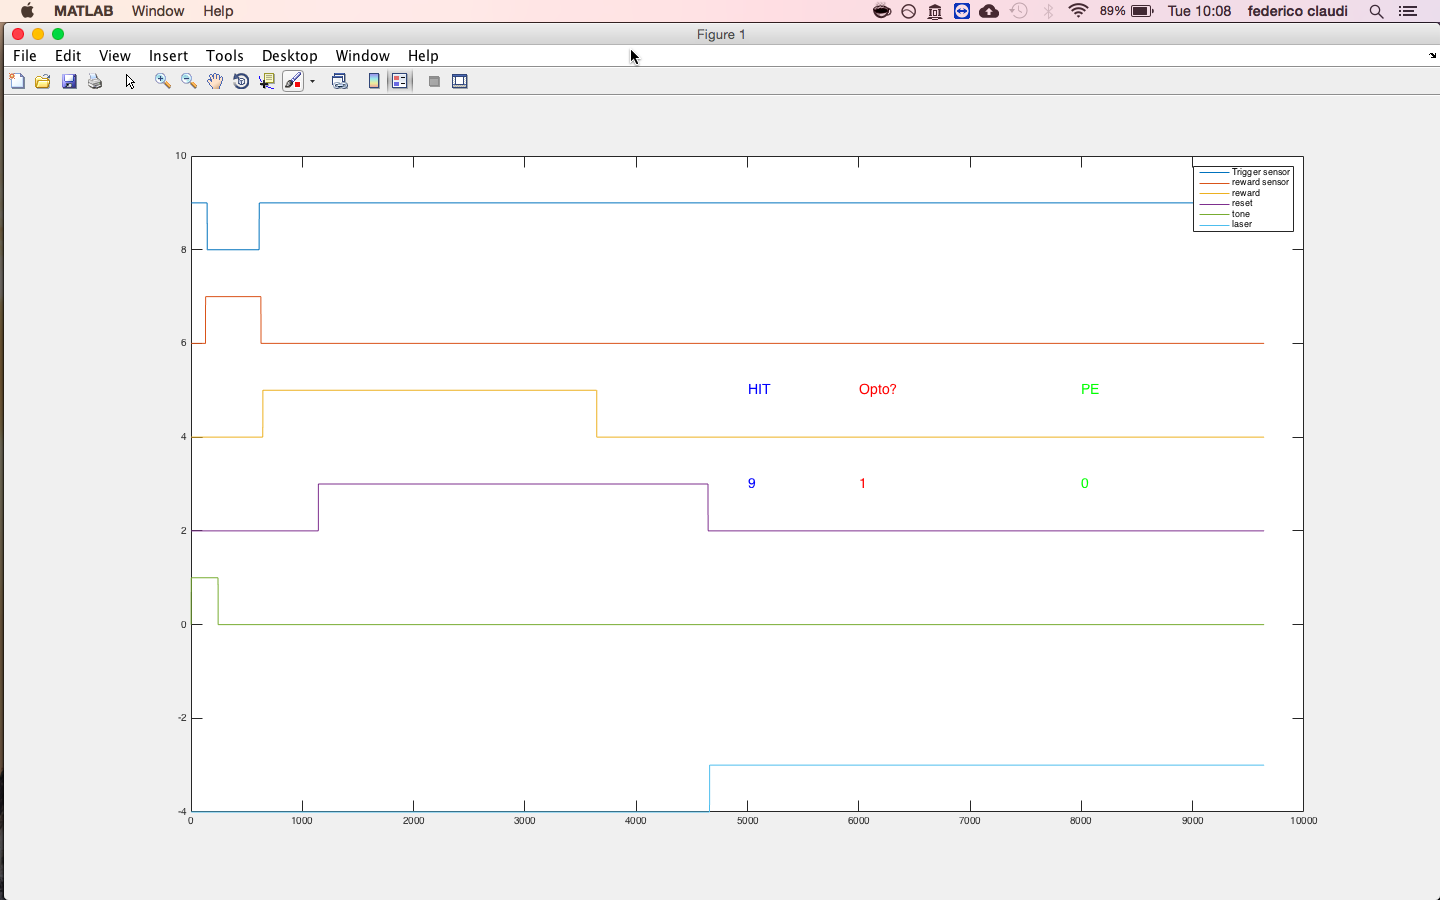 MATLAB Window Help 89% Tue 10:08 federico claudi
Figure 1
File Edit View Insert Tools Desktop Window Help
10
Trigger sensor
reward sensor
reward
reset
tone
laser
8
6
HIT Opto? PE
4
9 1 0
2
0
-2
-4
0 1000 2000 3000 4000 5000 6000 7000 8000 9000 10000